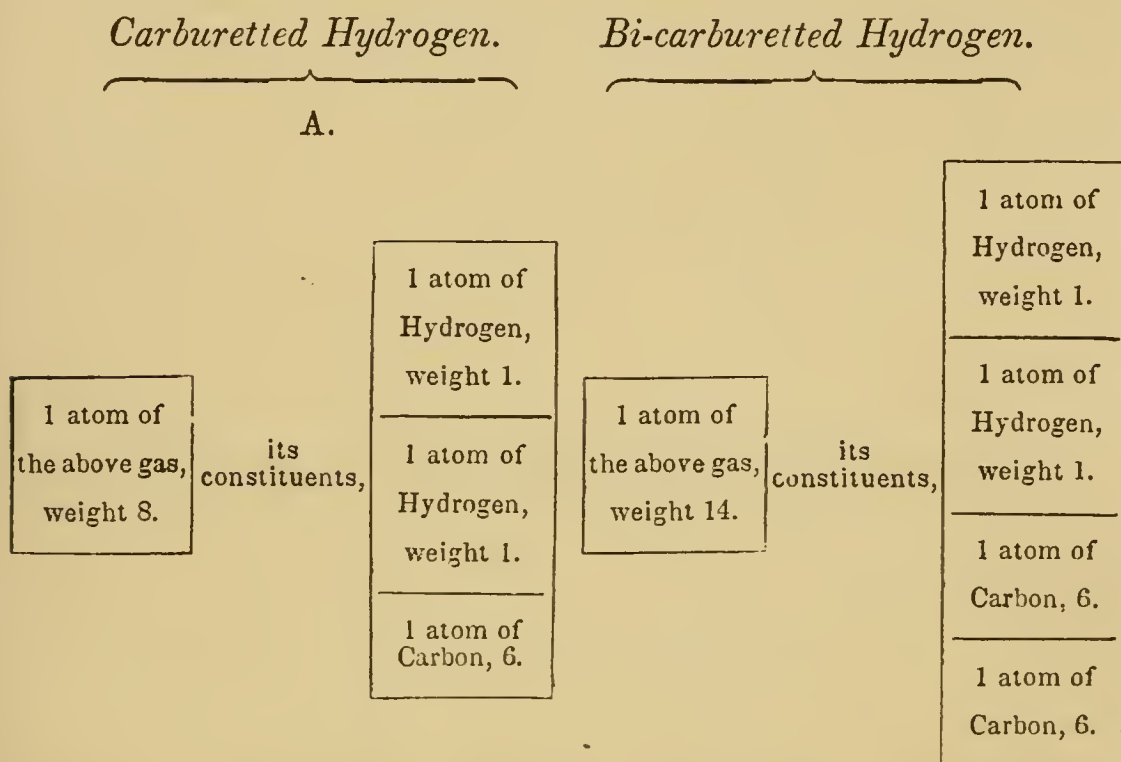 Carburetted Hydrogen.
Bi-carburetted Hydrogen.
A.
1 atom of
the above gas,
weight 8.
its
constituents,
1 atom of
Hydrogen,
weight 1.
1 atom of
Hydrogen,
weight 1.
1 atom of
Carbon, 6.
1 atom of
the above gas,
weight 14.
its
constituents,
1 atom of
Hydrogen,
weight 1.
1 atom of
Hydrogen,
weight 1.
1 atom of
Carbon, 6.
1 atom of
Carbon, 6.